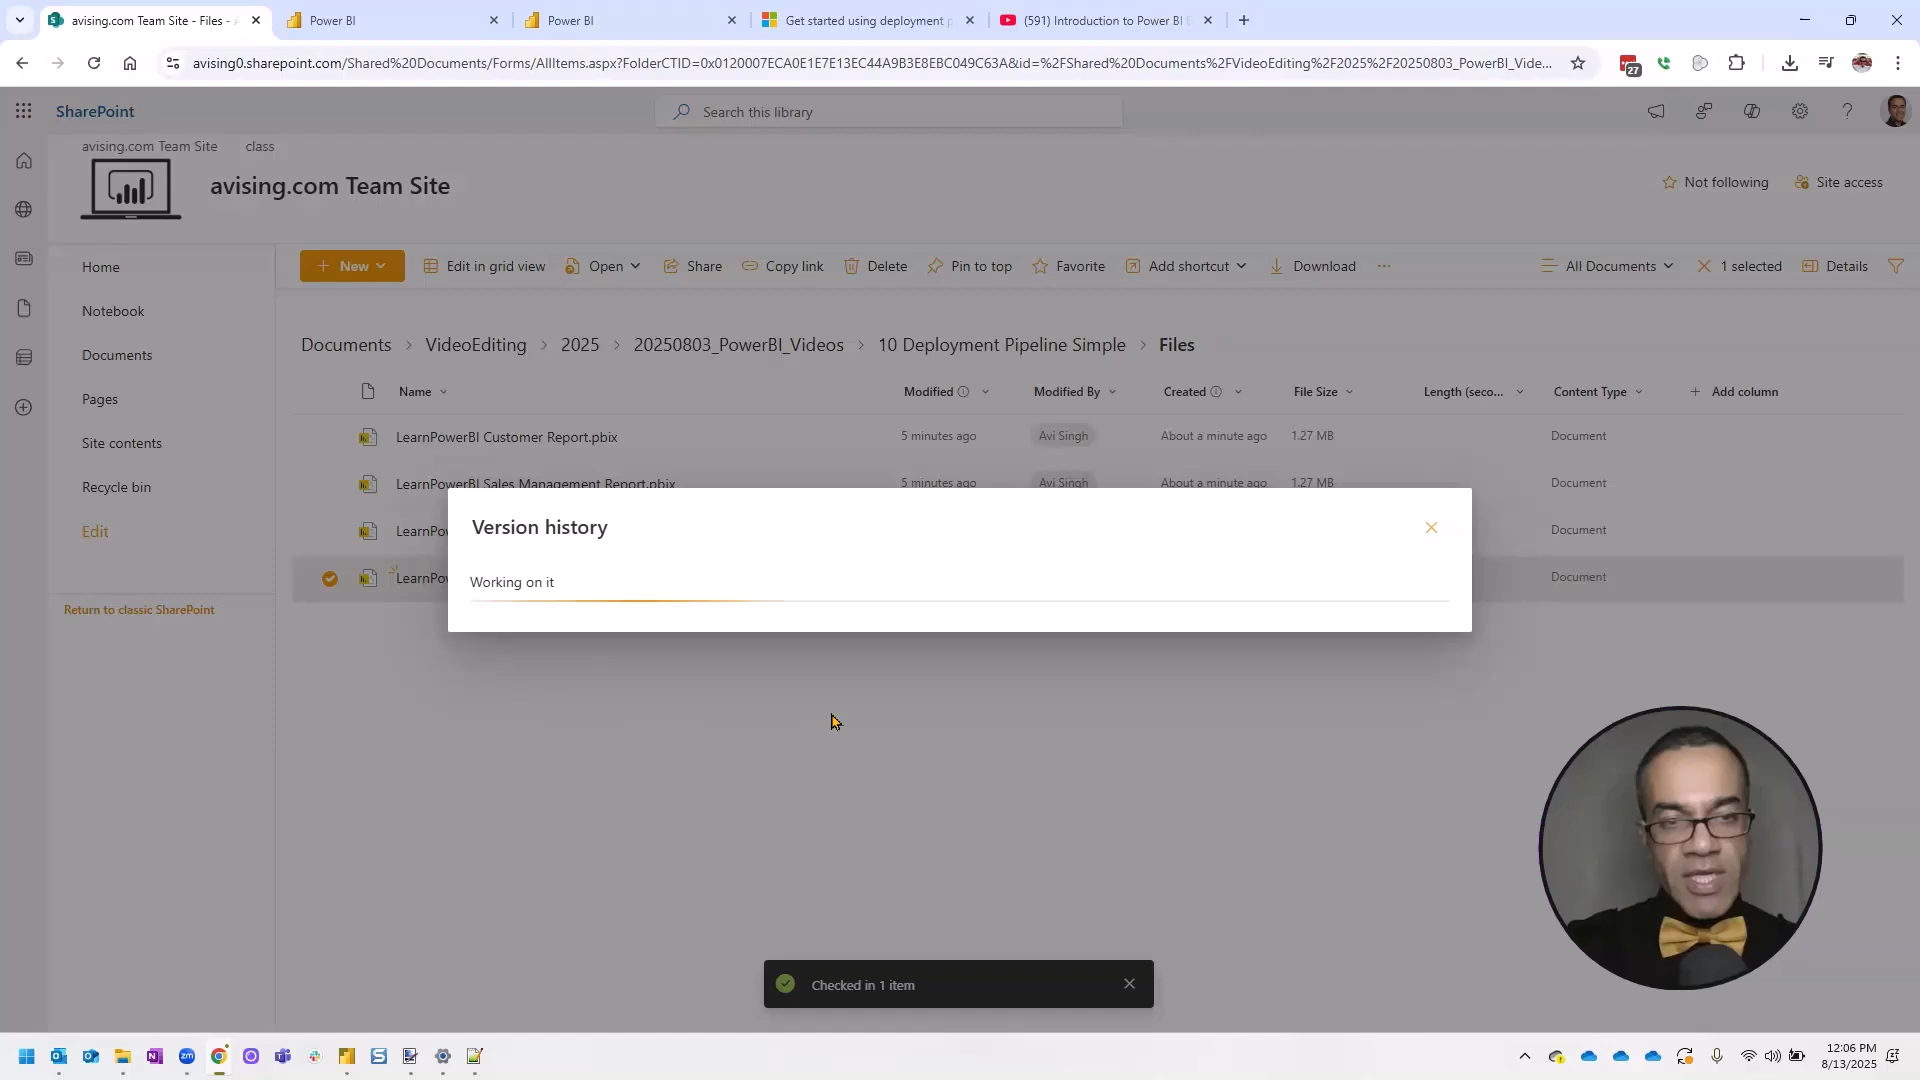 avising.com Team Site - Files -
Power BI
Power BI
Get started using deployment
(591) Introduction to Power BI
avising0.sharepoint.com/Shared%20Documents/Forms/AllItems.aspx?FolderCTID=0x0120007ECA0E1E7E13EC44A9B3E8EBC049C63A&id=%2FShared%20Documents%2FVideoEditing%2F2025%2F20250803_PowerBI_Vide...
27
SharePoint
Search this library
avising.com Team Site
class
avising.com Team Site
Not following
Site access
Home
Notebook
Documents
Pages
Site contents
Recycle bin
Edit
Return to classic SharePoint
New
Edit in grid view
Open
Share
Copy link
Delete
Pin to top
Favorite
Add shortcut
Download
All Documents
1 selected
Details
Documents > VideoEditing > 2025 > 20250803_PowerBI_Videos > 10 Deployment Pipeline Simple > Files
Name Modified Modified By Created File Size Length (seco... Content Type + Add column
LearnPowerBI Customer Report.pbix 5 minutes ago Avi Singh About a minute ago 1.27 MB Document
LearnPowerBI Sales Management Report.pbix 5 minutes ago Avi Singh About a minute ago 1.27 MB Document
LearnPow Document
LearnPow Document
Version history
Working on it
Checked in 1 item
12:06 PM
8/13/2025